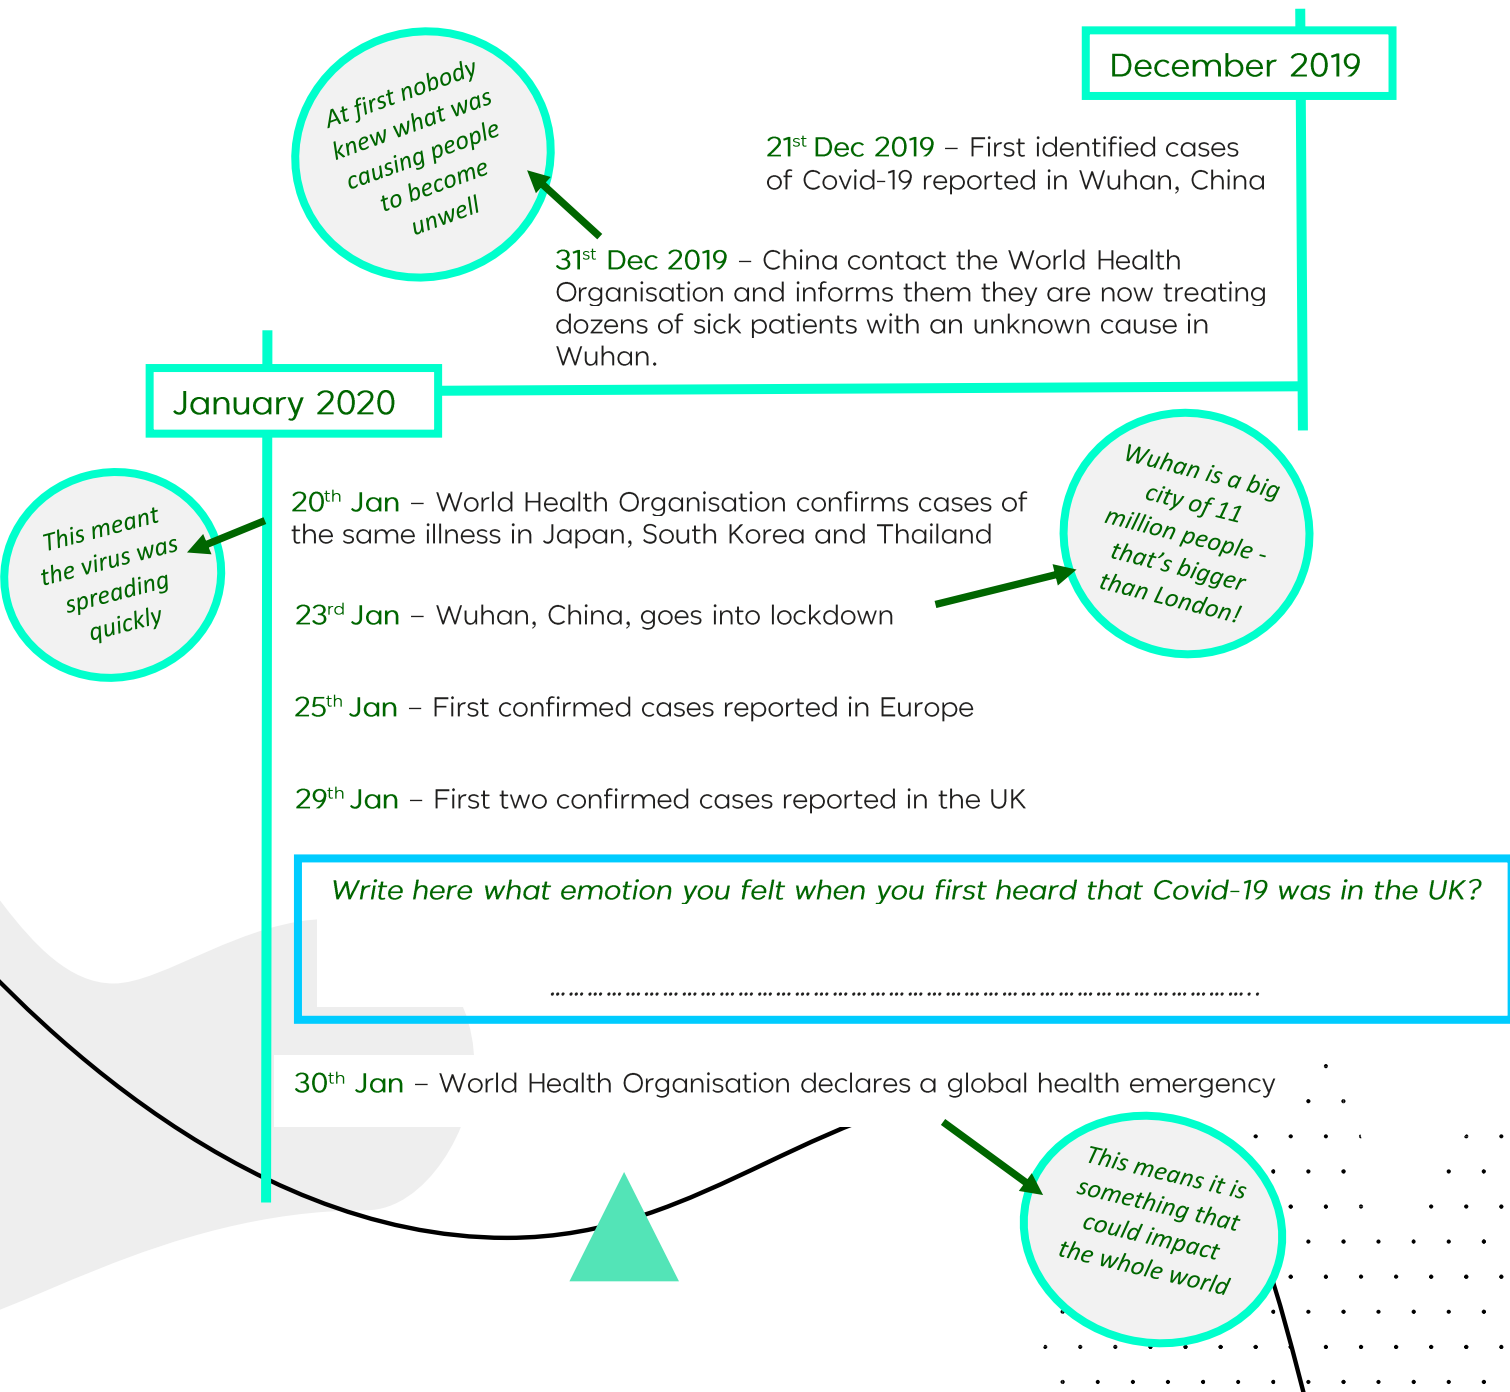 December 2019
At first nobody
knew what was
causing people
to become
unwell
21st Dec 2019 – First identified cases
of Covid-19 reported in Wuhan, China
31st Dec 2019 – China contact the World Health
Organisation and informs them they are now treating
dozens of sick patients with an unknown cause in
Wuhan.
January 2020
Wuhan is a big
city of 11
million people -
that's bigger
than London!
This meant
the virus was
spreading
quickly
20th Jan – World Health Organisation confirms cases of
the same illness in Japan, South Korea and Thailand
23rd Jan – Wuhan, China, goes into lockdown
25th Jan – First confirmed cases reported in Europe
29th Jan – First two confirmed cases reported in the UK
Write here what emotion you felt when you first heard that Covid-19 was in the UK?
………………………………………………………………………………………………………..
30th Jan – World Health Organisation declares a global health emergency
This means it is
something that
could impact
the whole world